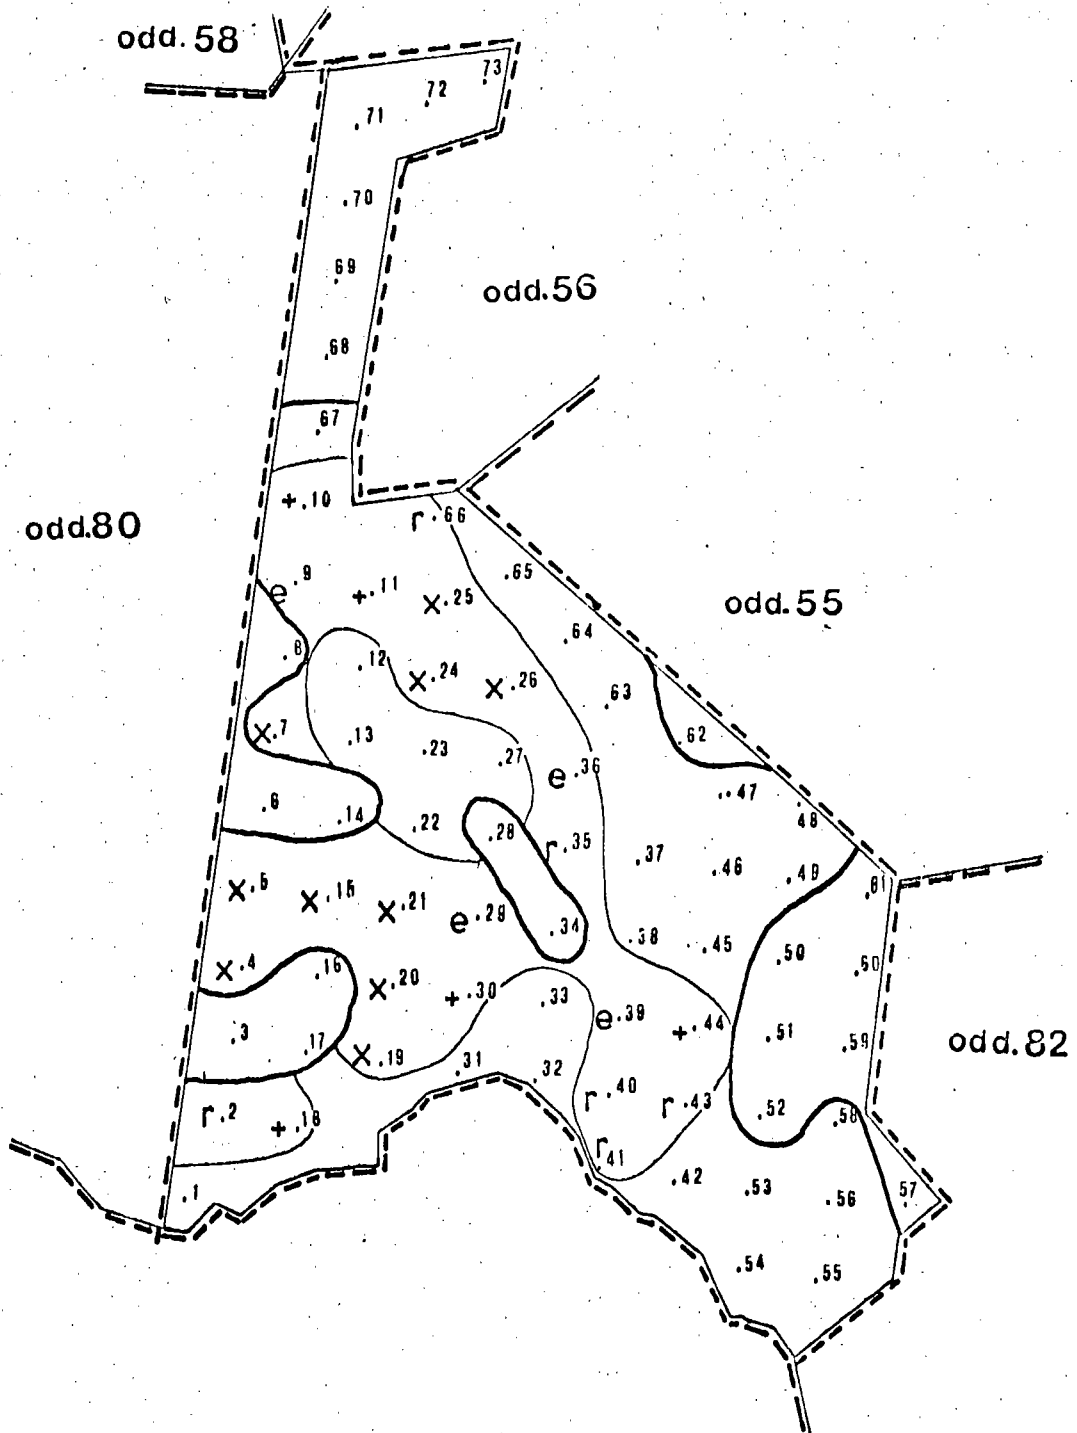 odd.58
73
72
.71
.70
69
odd.56
.68
.67
+.10
odd.80
r.66
e.9
+.11
x.25
.65
odd.55
.64
.8
.12
x.24
x.26
.63
x.7
.13
.23
.27
.62
e.36
.47
.6
.14
.22
.28
r.35
.48
.37
.46
.49
.61
x.5
x.15
x.21
e.29
.34
.38
.45
.50
.60
x.4
.16
x.20
+.30
.33
e.39
+.44
.3
.17
x.19
.31
.32
.51
.59
odd.82
r.2
+.18
r.40
r.43
.52
.58
r41
.42
.53
.56
57
.1
.54
.55